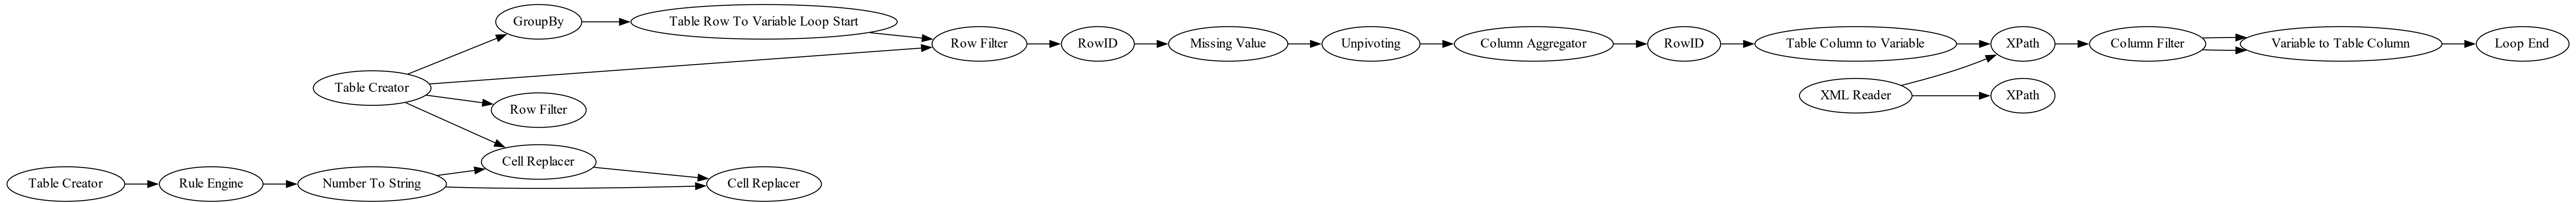 GroupBy
Table Row To Variable Loop Start
Row Filter
RowID
Missing Value
Unpivoting
Column Aggregator
RowID
Table Column to Variable
XPath
Column Filter
Variable to Table Column
Loop End
Table Creator
XML Reader
Row Filter
XPath
Cell Replacer
Table Creator
Rule Engine
Number To String
Cell Replacer